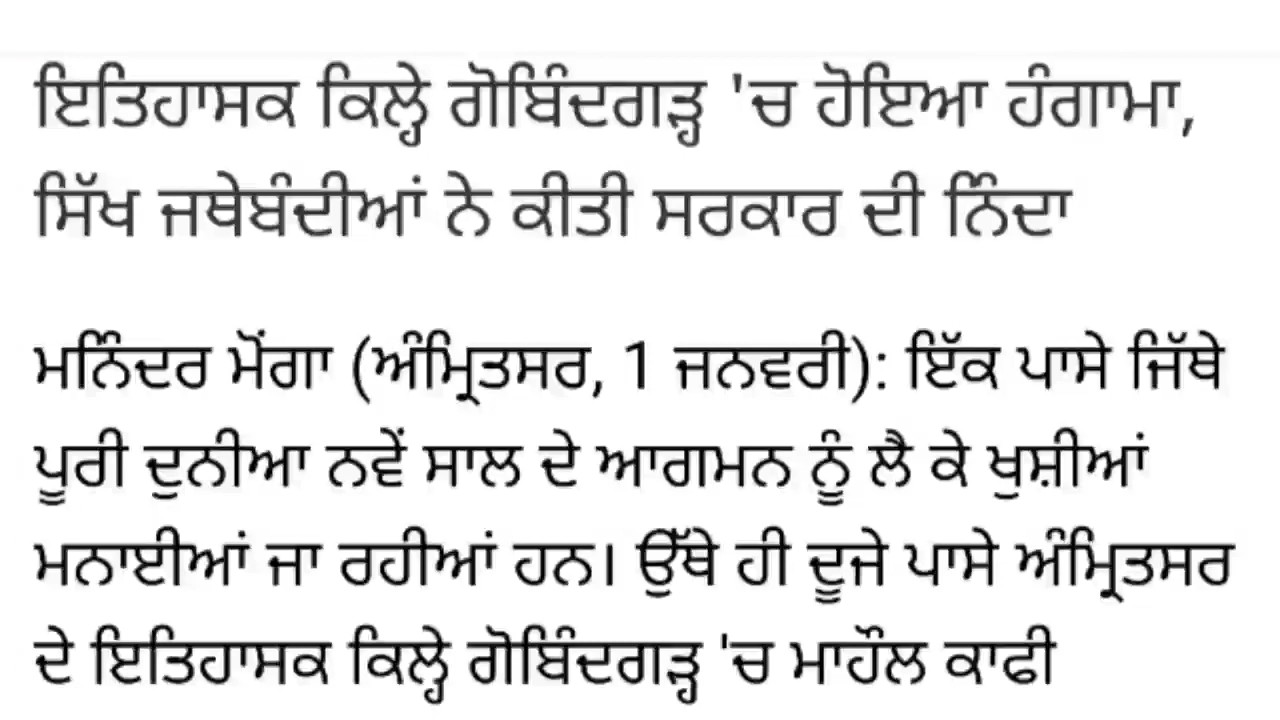 ਇਤਿਹਾਸਕ ਕਿਲ੍ਹੇ ਗੋਬਿੰਦਗੜ੍ਹ 'ਚ ਹੋਇਆ ਹੰਗਾਮਾ,
ਸਿੱਖ ਜਥੇਬੰਦੀਆਂ ਨੇ ਕੀਤੀ ਸਰਕਾਰ ਦੀ ਨਿੰਦਾ
ਮਨਿੰਦਰ ਮੋਂਗਾ (ਅੰਮ੍ਰਿਤਸਰ, 1 ਜਨਵਰੀ): ਇੱਕ ਪਾਸੇ ਜਿੱਥੇ
ਪੂਰੀ ਦੁਨੀਆ ਨਵੇਂ ਸਾਲ ਦੇ ਆਗਮਨ ਨੂੰ ਲੈ ਕੇ ਖੁਸ਼ੀਆਂ
ਮਨਾਈਆਂ ਜਾ ਰਹੀਆਂ ਹਨ। ਉੱਥੇ ਹੀ ਦੂਜੇ ਪਾਸੇ ਅੰਮ੍ਰਿਤਸਰ
ਦੇ ਇਤਿਹਾਸਕ ਕਿਲ੍ਹੇ ਗੋਬਿੰਦਗੜ੍ਹ 'ਚ ਮਾਹੌਲ ਕਾਫੀ